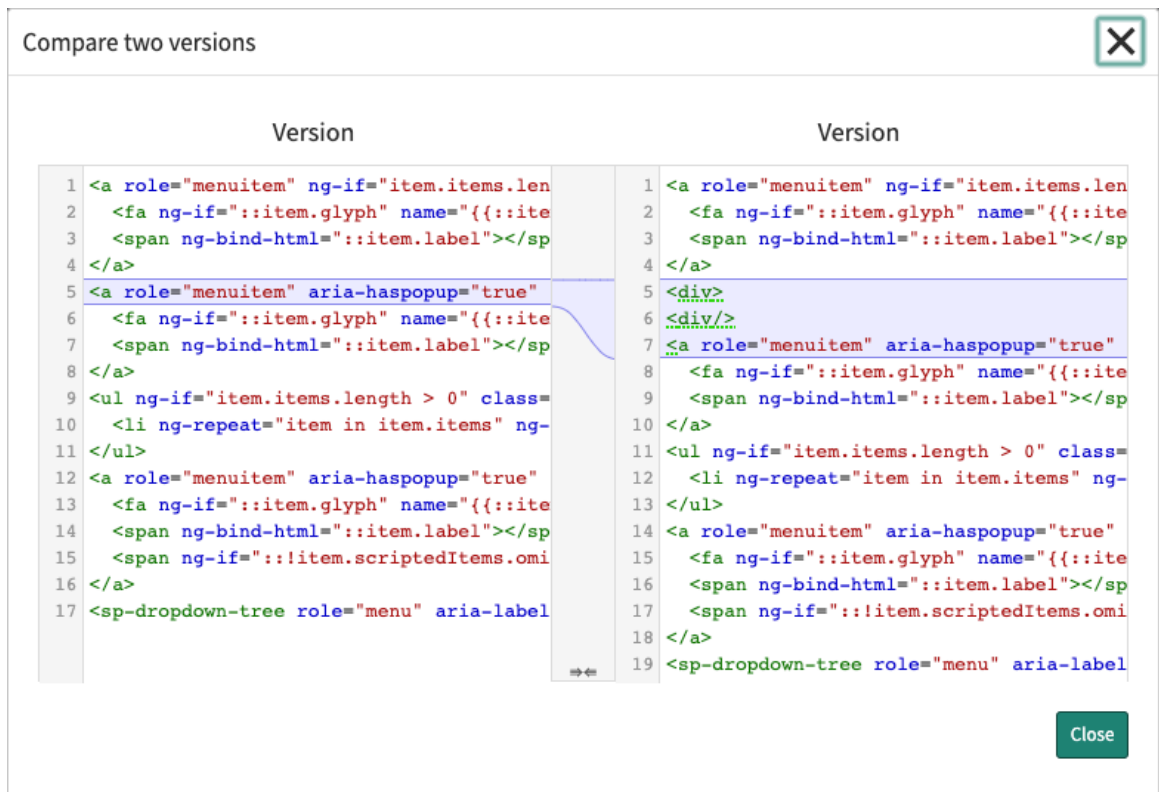 Compare two versions
Version
1 <a role="menuitem" ng-if="item.items.len
2 <fa ng-if="::item.glyph" name="{{::ite
3 <span ng-bind-html="::item.label"></sp
4 </a>
5 <a role="menuitem" aria-haspopup="true"
6 <fa ng-if="::item.glyph" name="{{::ite
7 <span ng-bind-html="::item.label"></sp
8 </a>
9 <ul ng-if="item.items.length > 0" class=
10 <li ng-repeat="item in item.items" ng-
11 </ul>
12 <a role="menuitem" aria-haspopup="true"
13 <fa ng-if="::item.glyph" name="{{::ite
14 <span ng-bind-html="::item.label"></sp
15 <span ng-if="::!item.scriptedItems.omi
16 </a>
17 <sp-dropdown-tree role="menu" aria-label
Version
1 <a role="menuitem" ng-if="item.items.len
2 <fa ng-if="::item.glyph" name="{{::ite
3 <span ng-bind-html="::item.label"></sp
4 </a>
5 <div>
6 <div/>
7 <a role="menuitem" aria-haspopup="true"
8 <fa ng-if="::item.glyph" name="{{::ite
9 <span ng-bind-html="::item.label"></sp
10 </a>
11 <ul ng-if="item.items.length > 0" class=
12 <li ng-repeat="item in item.items" ng-
13 </ul>
14 <a role="menuitem" aria-haspopup="true"
15 <fa ng-if="::item.glyph" name="{{::ite
16 <span ng-bind-html="::item.label"></sp
17 <span ng-if="::!item.scriptedItems.omi
18 </a>
19 <sp-dropdown-tree role="menu" aria-label
Close